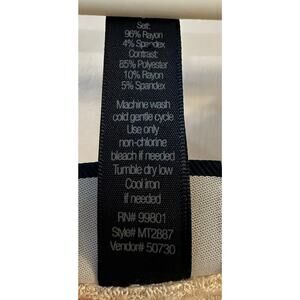 Self:
96% Rayon
4% Spandex
Contrast:
85% Polyester
10% Rayon
5% Spandex
Machine wash
cold gentle cycle
Use only
non-chlorine
bleach if needed
Tumble dry low
Cool iron
if needed
RN# 99801
Style# MT2887
Vendor# 50730